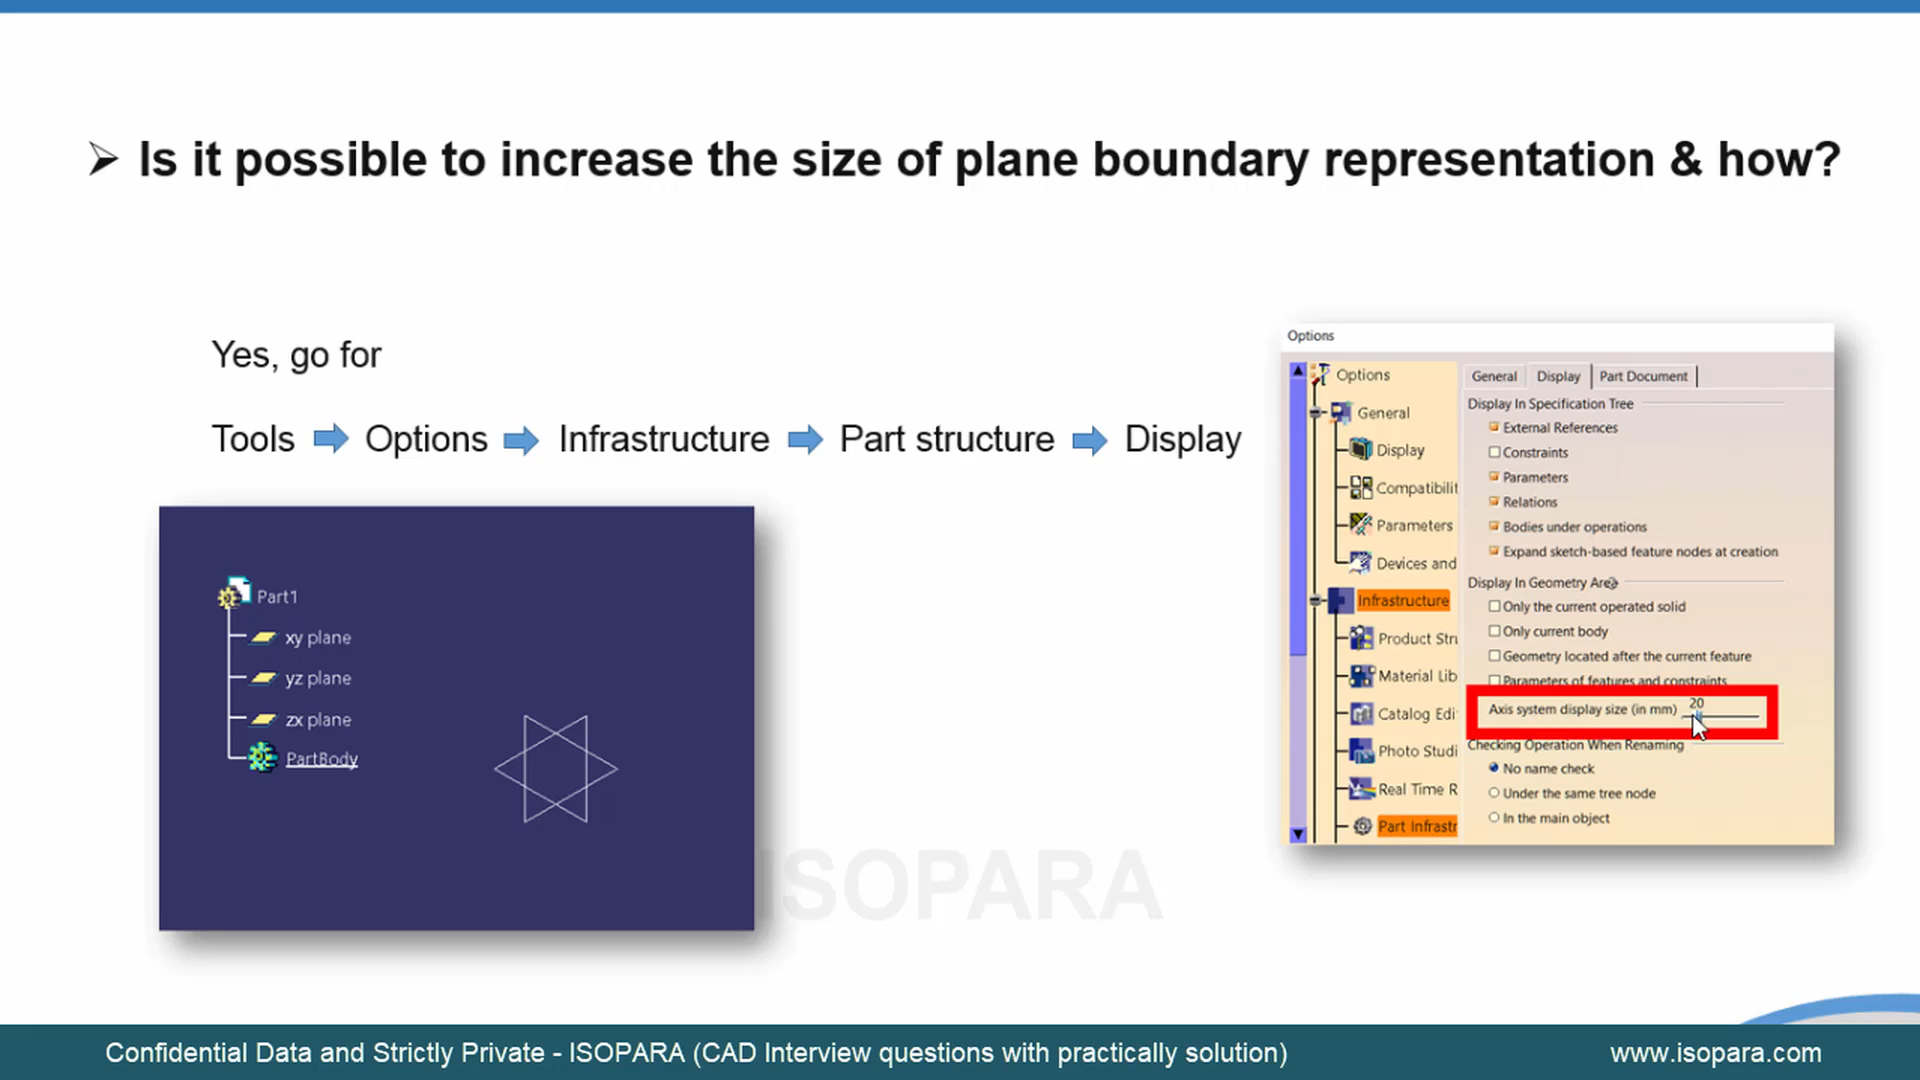 Is it possible to increase the size of plane boundary representation & how?
Yes, go for
Tools Options Infrastructure Part structure Display
Part1
xy plane
yz plane
zx plane
PartBody
Options
Options
General
Display
Compatibilit
Parameters
Devices and
Infrastructure
Product Stru
Material Lib
Catalog Edi
Photo Studi
Real Time R
Part Infrastr
General Display Part Document
Display In Specification Tree
External References
Constraints
Parameters
Relations
Bodies under operations
Expand sketch-based feature nodes at creation
Display In Geometry Area
Only the current operated solid
Only current body
Geometry located after the current feature
Parameters of features and constraints
Axis system display size (in mm) 20
Checking Operation When Renaming
No name check
Under the same tree node
In the main object
ISOPARA
Confidential Data and Strictly Private - ISOPARA (CAD Interview questions with practically solution)
www.isopara.com